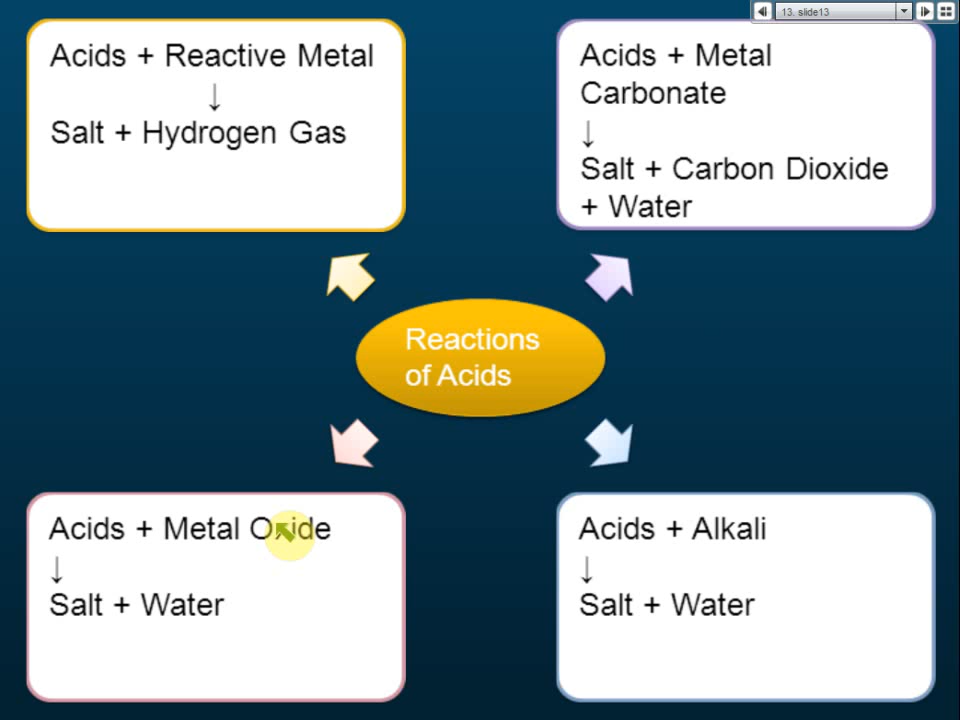 13. slide13
Acids + Reactive Metal
↓
Salt + Hydrogen Gas
Acids + Metal
Carbonate
↓
Salt + Carbon Dioxide
+ Water
Reactions
of Acids
Acids + Metal Oxide
↓
Salt + Water
Acids + Alkali
↓
Salt + Water